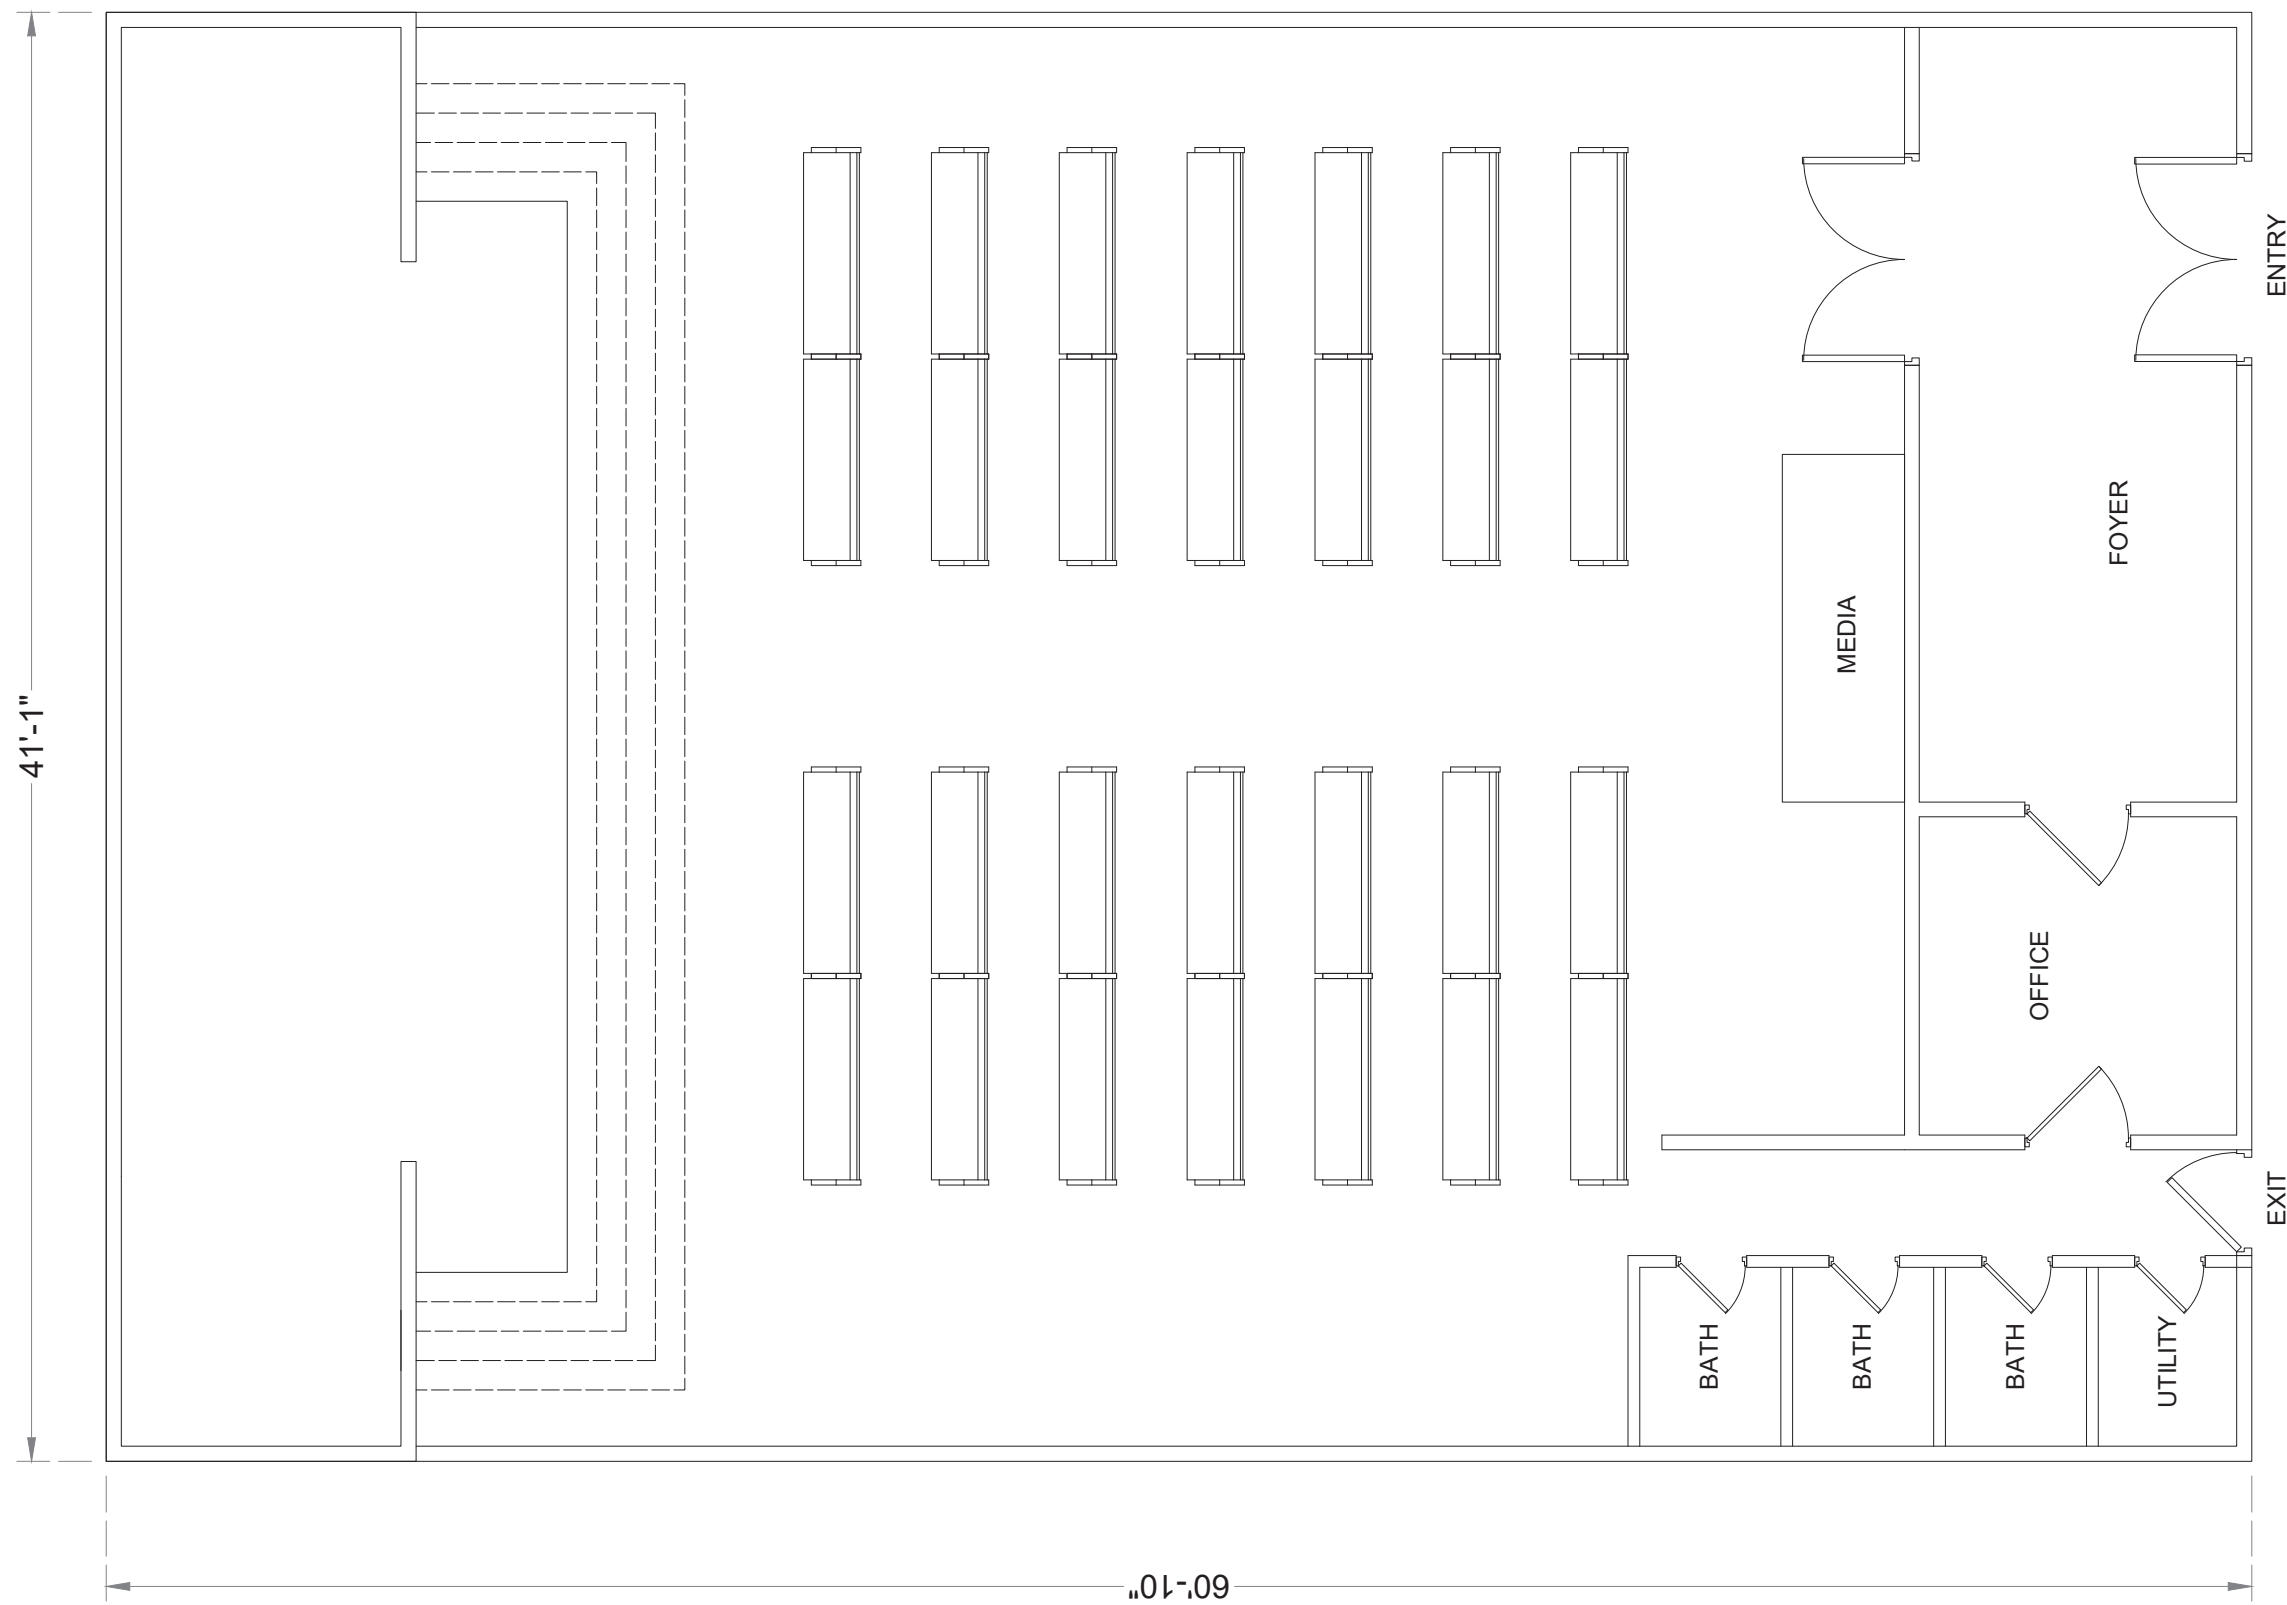 41'-1"
60'-10"
ENTRY
FOYER
MEDIA
OFFICE
EXIT
BATH
BATH
BATH
UTILITY